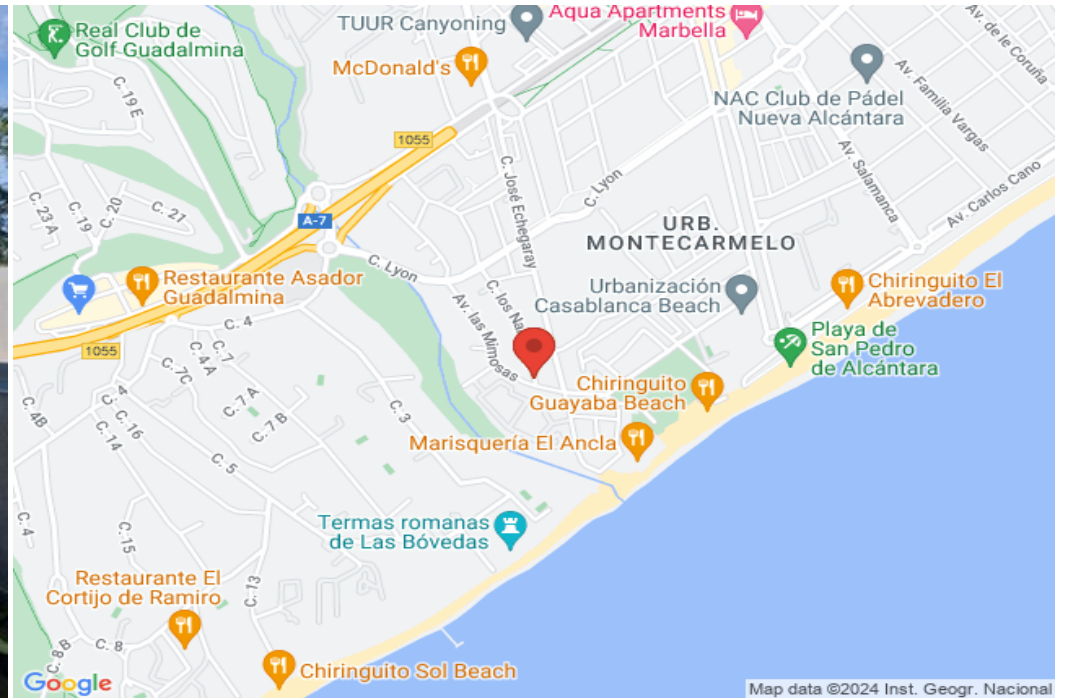 TUUR Canyoning
Aqua Apartments
Marbella
Real Club de
Golf Guadalmina
McDonald's
Av. de le Coruña
Av. Familia Vargas
NAC Club de Pádel
Nueva Alcántara
C. 19E
1055
C. José Echegaray
C. Lyon
Av. Salamanca
Av. Carlos Cano
C. 23A
C. 19
C. 20
C. 21
A-7
URB.
MONTECARMELO
C. Lyon
Restaurante Asador
Guadalmina
Urbanización
Casablanca Beach
Chiringuito El
Abrevadero
Av. las Mimosas
C. los Na
C. 4
1055
C. 7
C. 4A
C. 7C
Playa de
San Pedro
de Alcántara
C. 4
C. 16
C. 14
C. 4B
C. 7A
C. 7B
C. 3
Chiringuito
Guayaba Beach
Marisquería El Ancla
C. 5
C. 4
C. 15
Termas romanas
de Las Bóvedas
Restaurante El
Cortijo de Ramiro
C. 13
C. 8
C. 8B
Chiringuito Sol Beach
Google
Map data ©2024 Inst. Geogr. Nacional